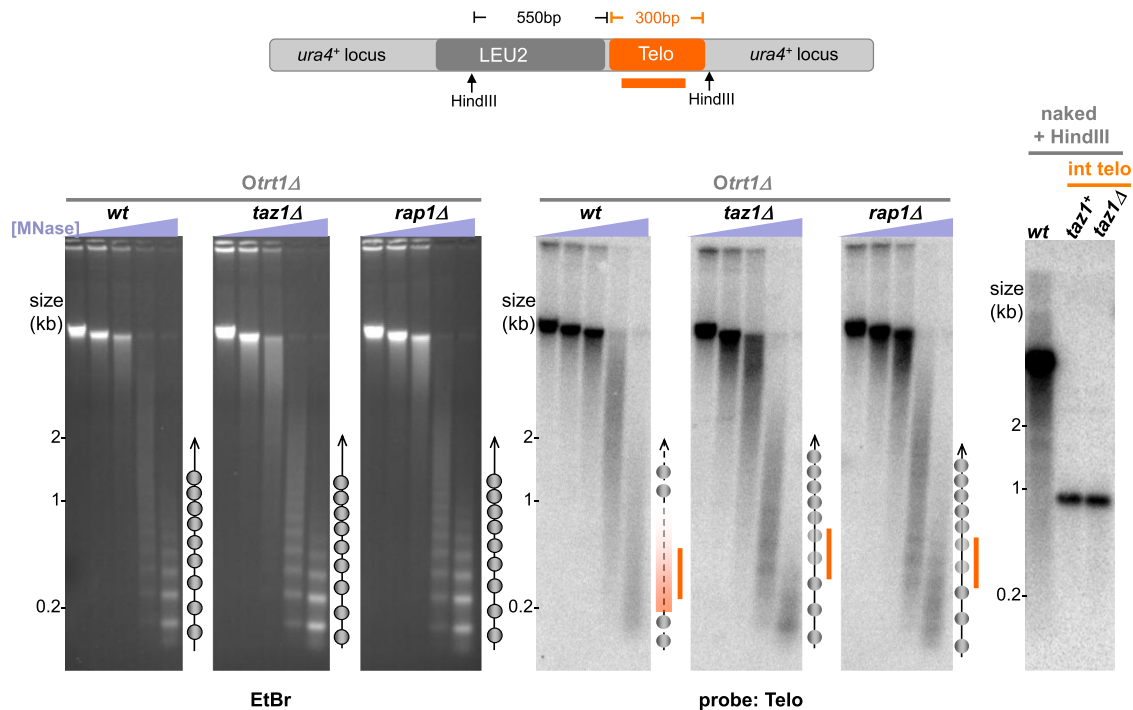 550bp 300bp
ura4+ locus LEU2 Telo ura4+ locus
HindIII HindIII
naked
+ HindIII
int telo
wt taz1+ taz1Δ
Otrt1Δ Otrt1Δ
[MNase] wt taz1Δ rap1Δ wt taz1Δ rap1Δ
size
(kb)
2
1
0.2
size
(kb)
2
1
0.2
size
(kb)
2
1
0.2
EtBr probe: Telo